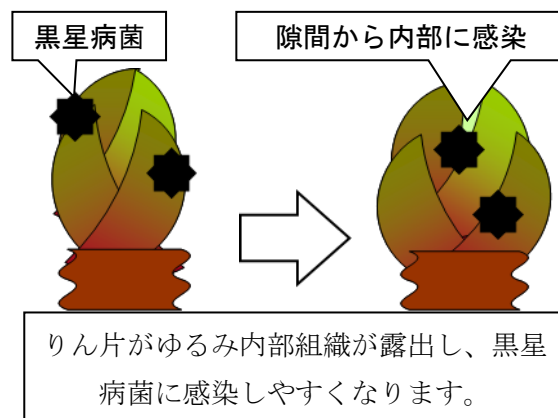 黒星病菌
隙間から内部に感染
りん片がゆるみ内部組織が露出し、黒星
病菌に感染しやすくなります。